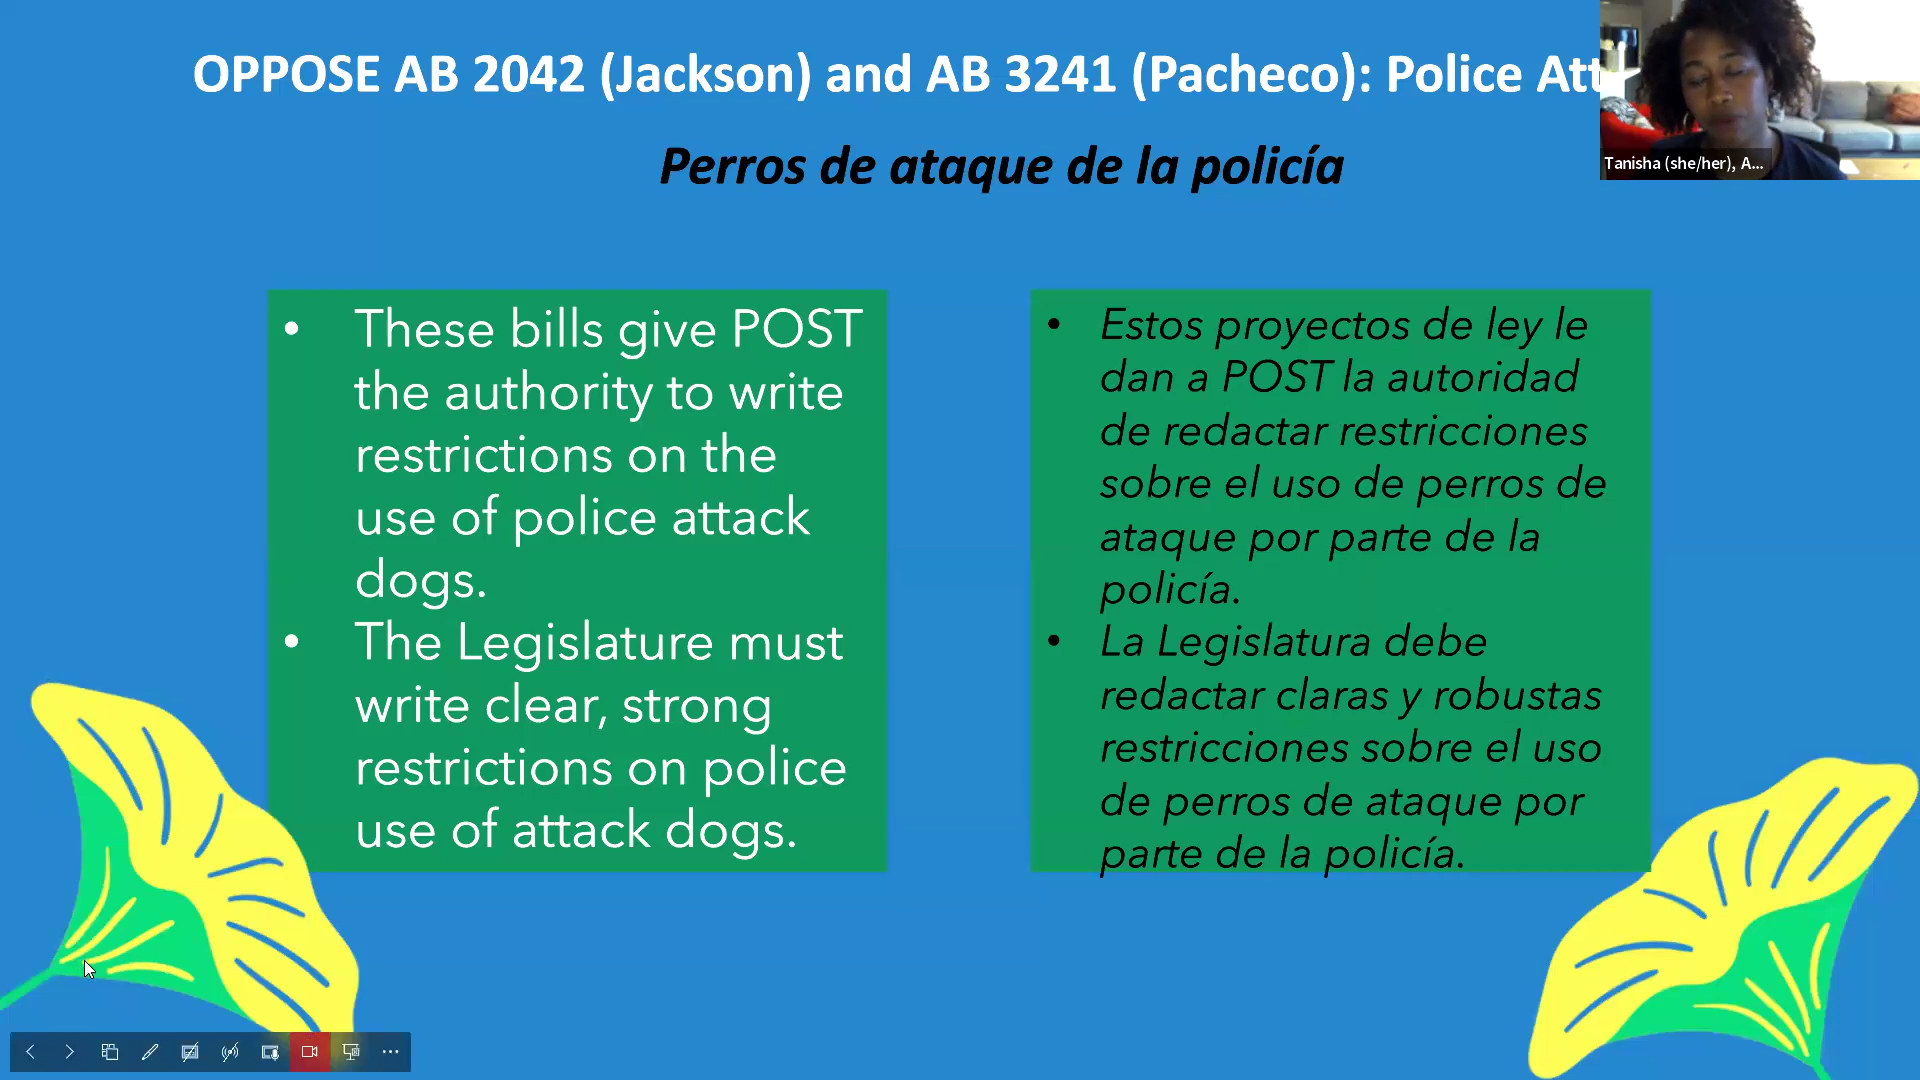 OPPOSE AB 2042 (Jackson) and AB 3241 (Pacheco): Police
Tanisha (she/her), A...
Perros de ataque de la policía
• These bills give POST
the authority to write
restrictions on the
use of police attack
dogs.
• The Legislature must
write clear, strong
restrictions on police
use of attack dogs.
• Estos proyectos de ley le
dan a POST la autoridad
de redactar restricciones
sobre el uso de perros de
ataque por parte de la
policía.
• La Legislatura debe
redactar claras y robustas
restricciones sobre el uso
de perros de ataque por
parte de la policía.